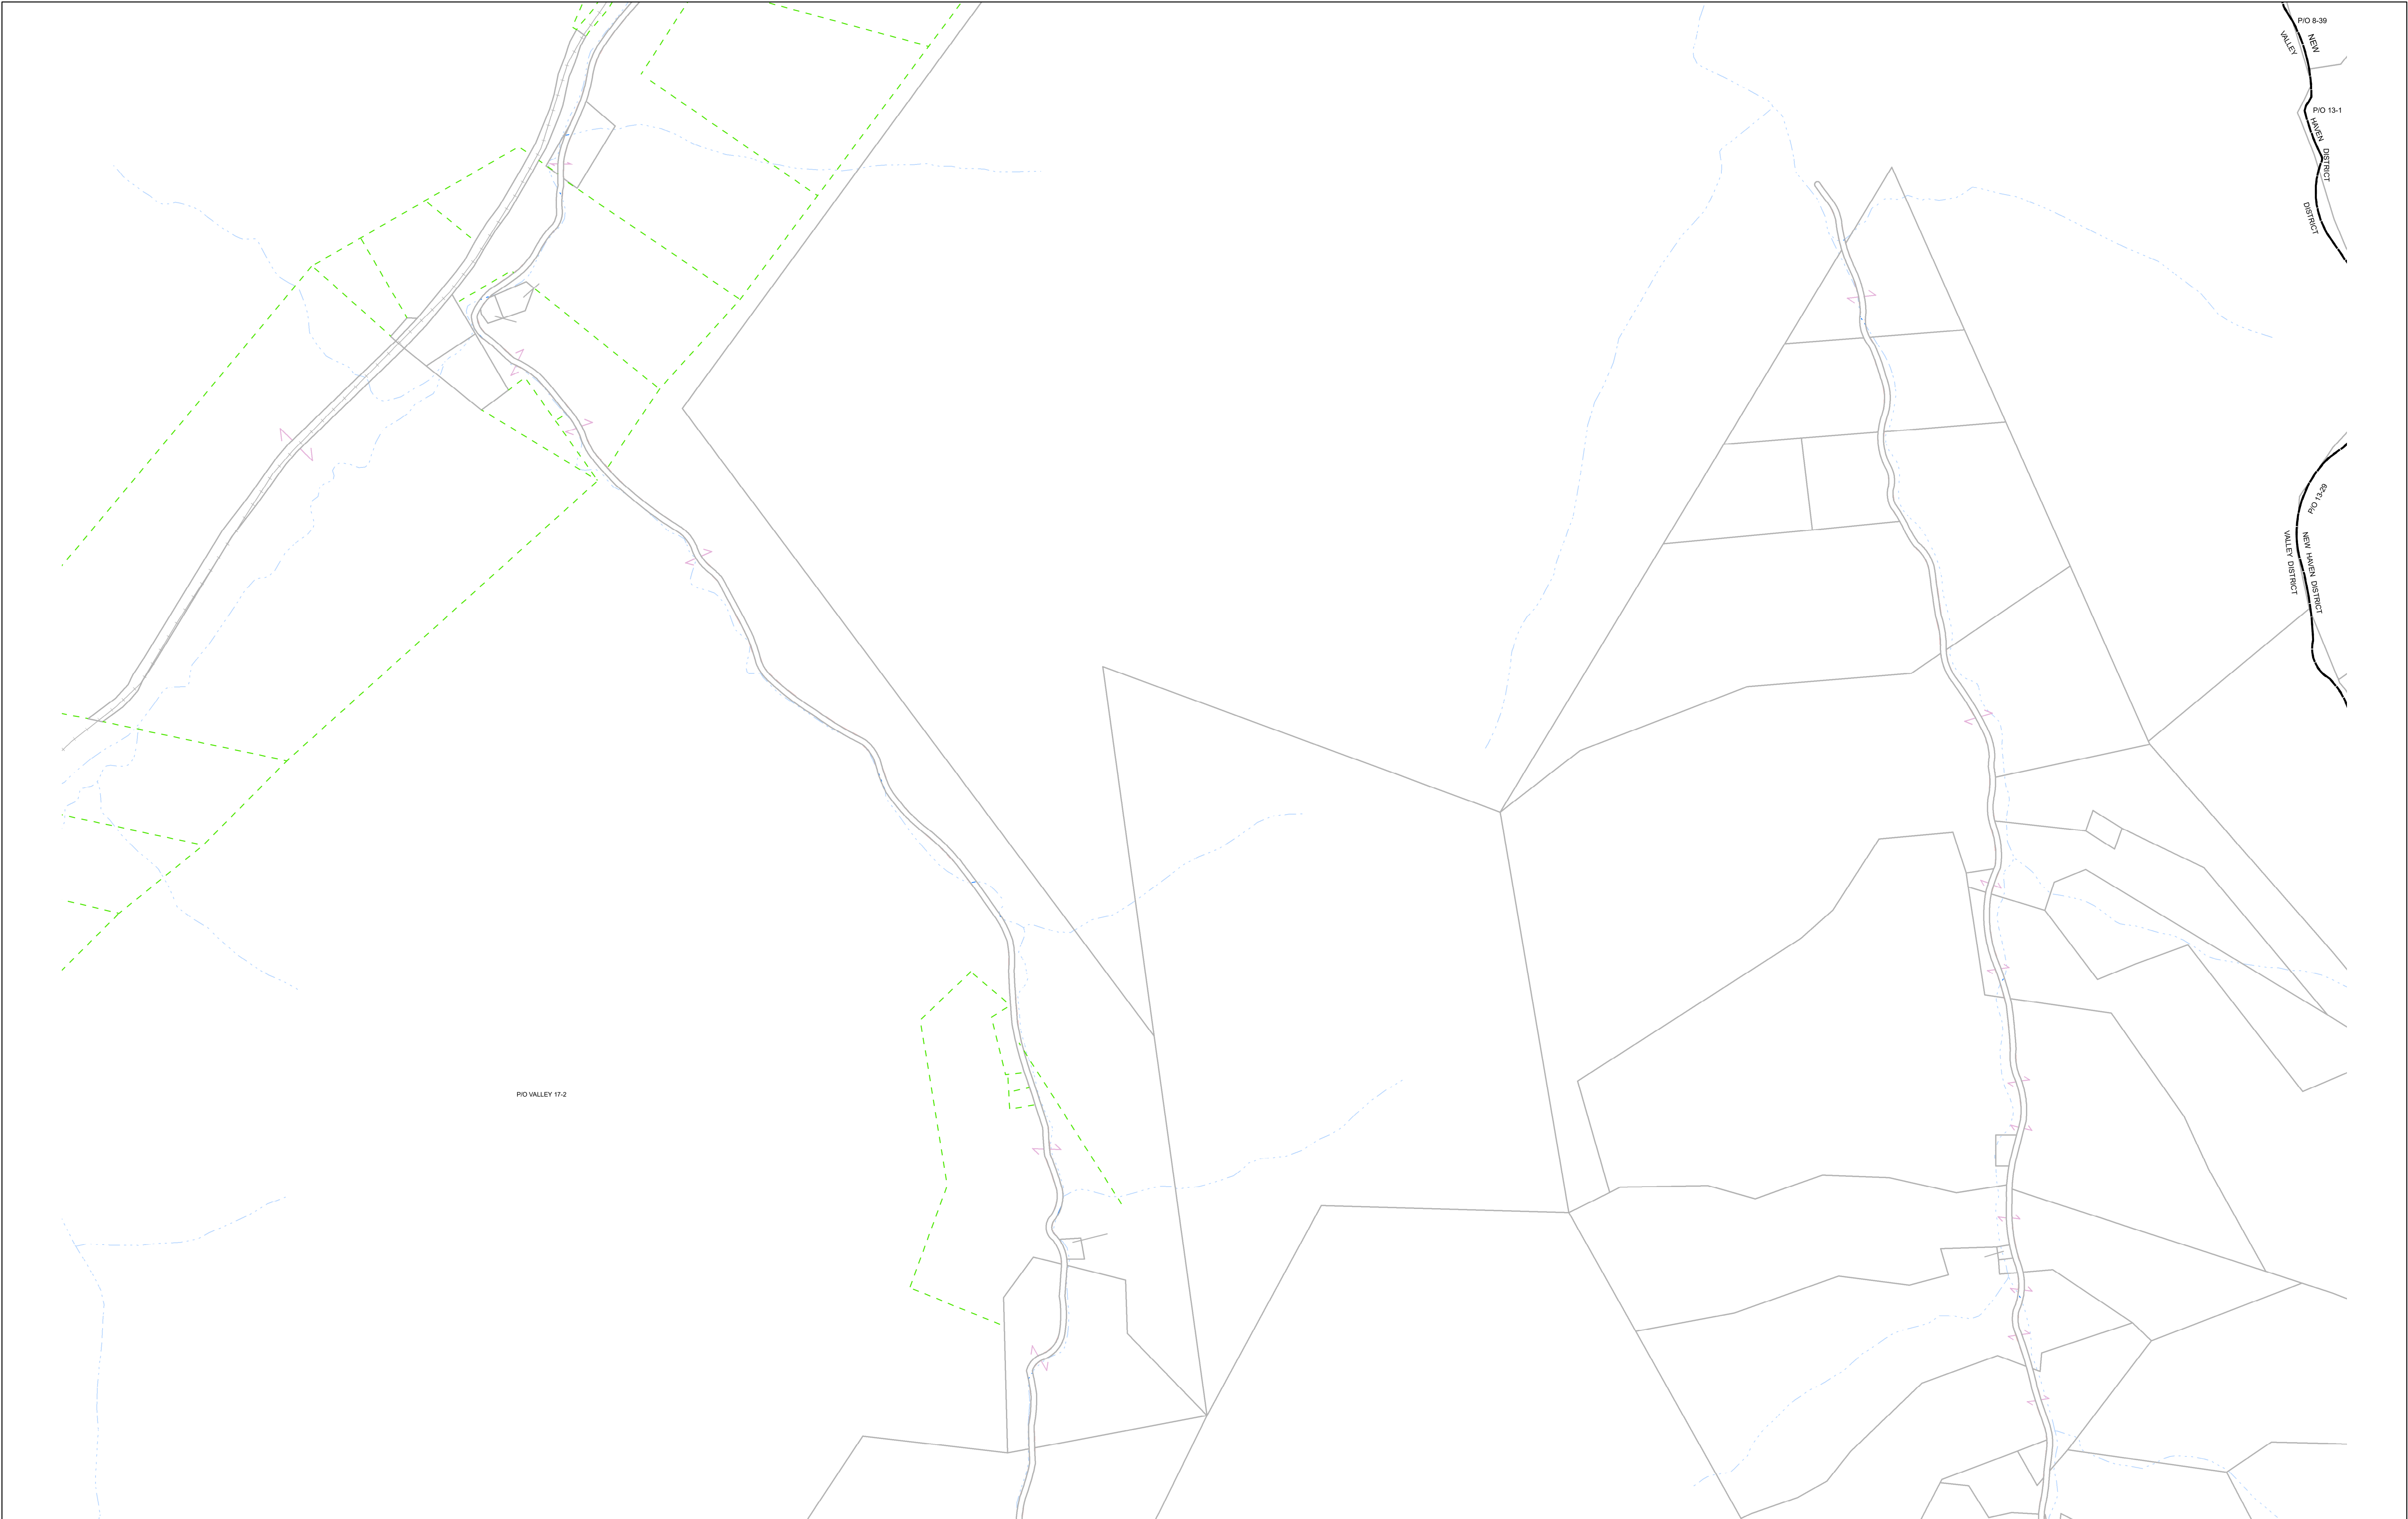 P/O 8-39
NEW
VALLEY
P/O 13-1
HAVEN
DISTRICT
DISTRICT
P/O 13-29
NEW HAVEN DISTRICT
VALLEY DISTRICT
P/O VALLEY 17-2